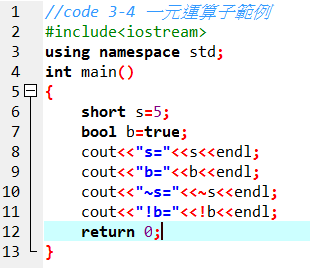 1 //code 3-4 一元運算子範例
2 #include<iostream>
3 using namespace std;
4 int main()
5 {
6 short s=5;
7 bool b=true;
8 cout<<"s="<<s<<endl;
9 cout<<"b="<<b<<endl;
10 cout<<"~s="<<~s<<endl;
11 cout<<"!b="<<!b<<endl;
12 return 0;
13 }